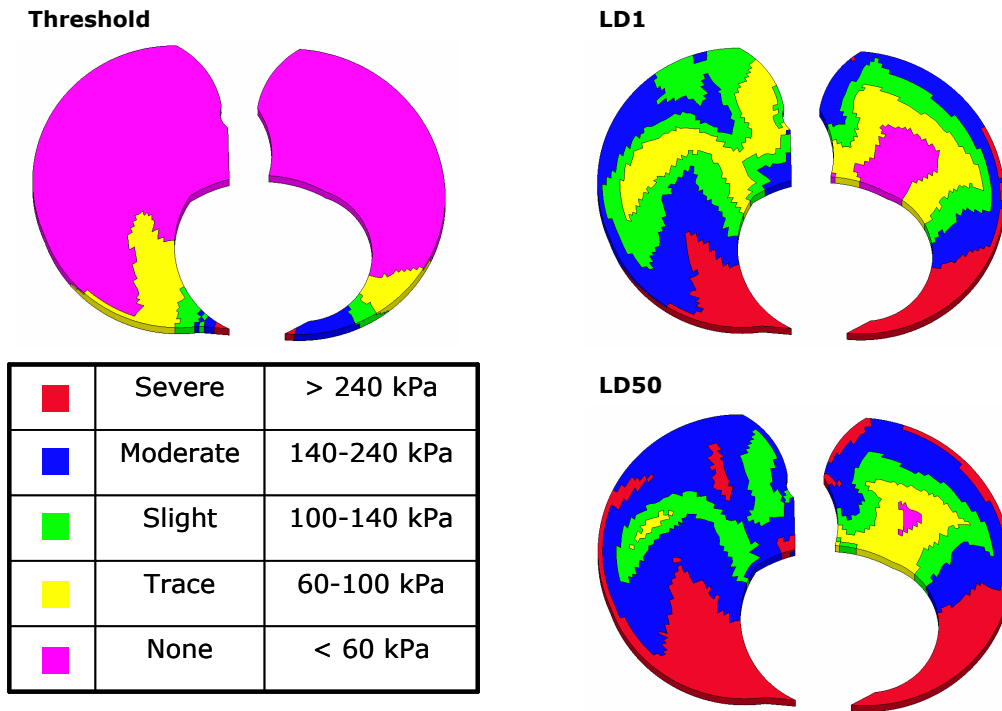 Threshold
LD1
Severe > 240 kPa
Moderate 140-240 kPa
Slight 100-140 kPa
Trace 60-100 kPa
None < 60 kPa
LD50